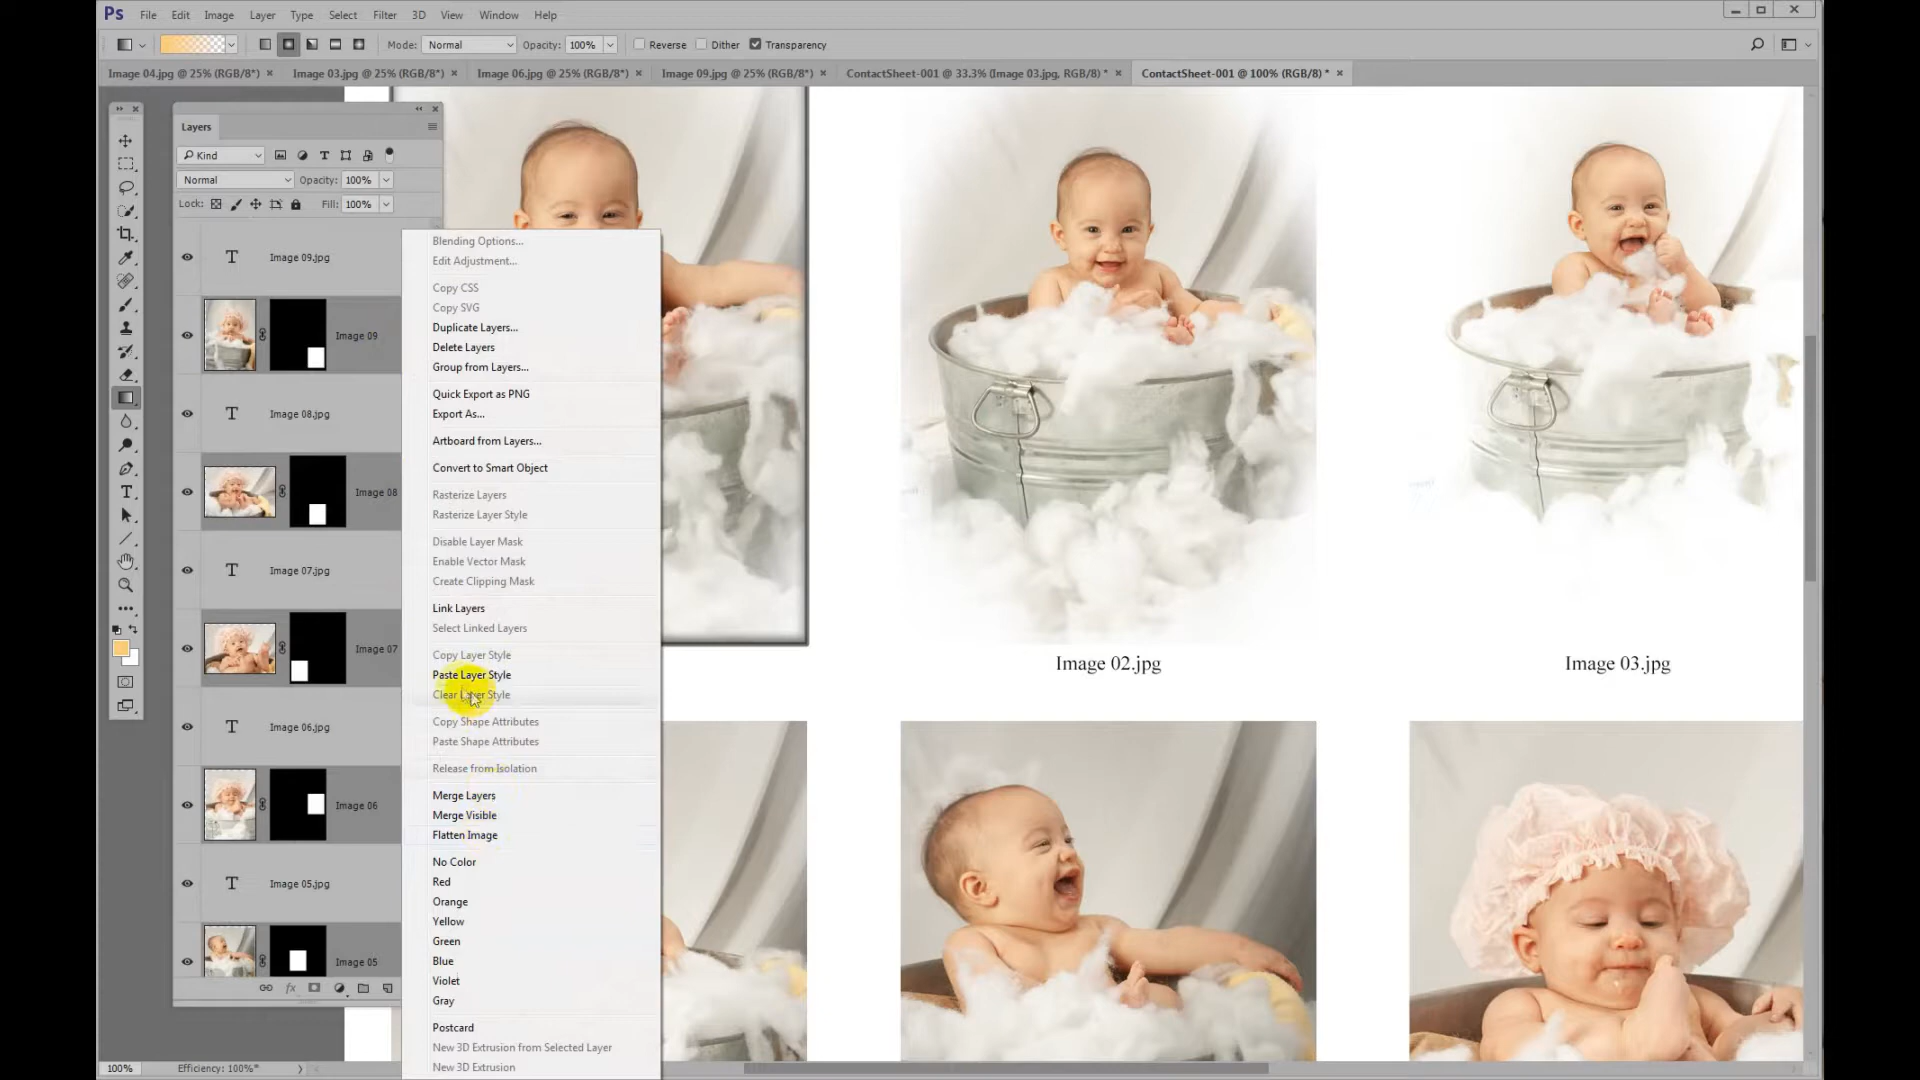 Ps File Edit Image Layer Type Select Filter 3D View Window Help
Mode: Normal Opacity: 100% Reverse Dither Transparency
Image 04.jpg @ 25% (RGB/8*) × Image 03.jpg @ 25% (RGB/8*) × Image 06.jpg @ 25% (RGB/8*) × Image 09.jpg @ 25% (RGB/8*) × ContactSheet-001 @ 33.3% (Image 03.jpg, RGB/8) * × ContactSheet-001 @ 100% (RGB/8) * ×
Layers
Kind
Normal Opacity: 100%
Lock: Fill: 100%
Image 09.jpg
Image 09
Image 08.jpg
Image 08
Image 07.jpg
Image 07
Image 06.jpg
Image 06
Image 05.jpg
Image 05
Blending Options...
Edit Adjustment...
Copy CSS
Copy SVG
Duplicate Layers...
Delete Layers
Group from Layers...
Quick Export as PNG
Export As...
Artboard from Layers...
Convert to Smart Object
Rasterize Layers
Rasterize Layer Style
Disable Layer Mask
Enable Vector Mask
Create Clipping Mask
Link Layers
Select Linked Layers
Copy Layer Style
Paste Layer Style
Clear Layer Style
Copy Shape Attributes
Paste Shape Attributes
Release from Isolation
Merge Layers
Merge Visible
Flatten Image
No Color
Red
Orange
Yellow
Green
Blue
Violet
Gray
Postcard
New 3D Extrusion from Selected Layer
New 3D Extrusion
Image 02.jpg
Image 03.jpg
100% Efficiency: 100%*